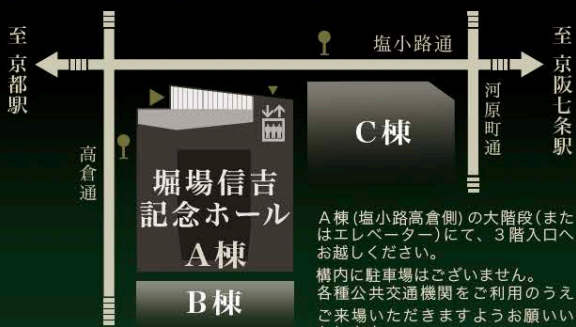 至 京都駅
塩小路通
至 京阪七条駅
河原町通
高倉通
C棟
堀場信吉
記念ホール
A棟
B棟
A棟(塩小路高倉側)の大階段(また
はエレベーター)にて、3階入口へ
お越しください。
構内に駐車場はございません。
各種公共交通機関をご利用のうえ
ご来場いただきますようお願いい